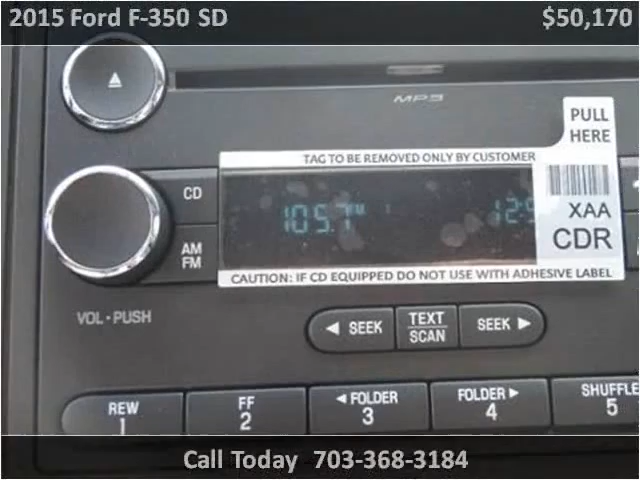 2015 Ford F-350 SD $50,170
MP3
PULL
HERE
TAG TO BE REMOVED ONLY BY CUSTOMER
CD
105.7
XAA
CDR
AM
FM
CAUTION: IF CD EQUIPPED DO NOT USE WITH ADHESIVE LABEL
VOL • PUSH
◄ SEEK TEXT SEEK ►
SCAN
REW FF ◄ FOLDER FOLDER ► SHUFFLE
1 2 3 4 5
Call Today 703-368-3184